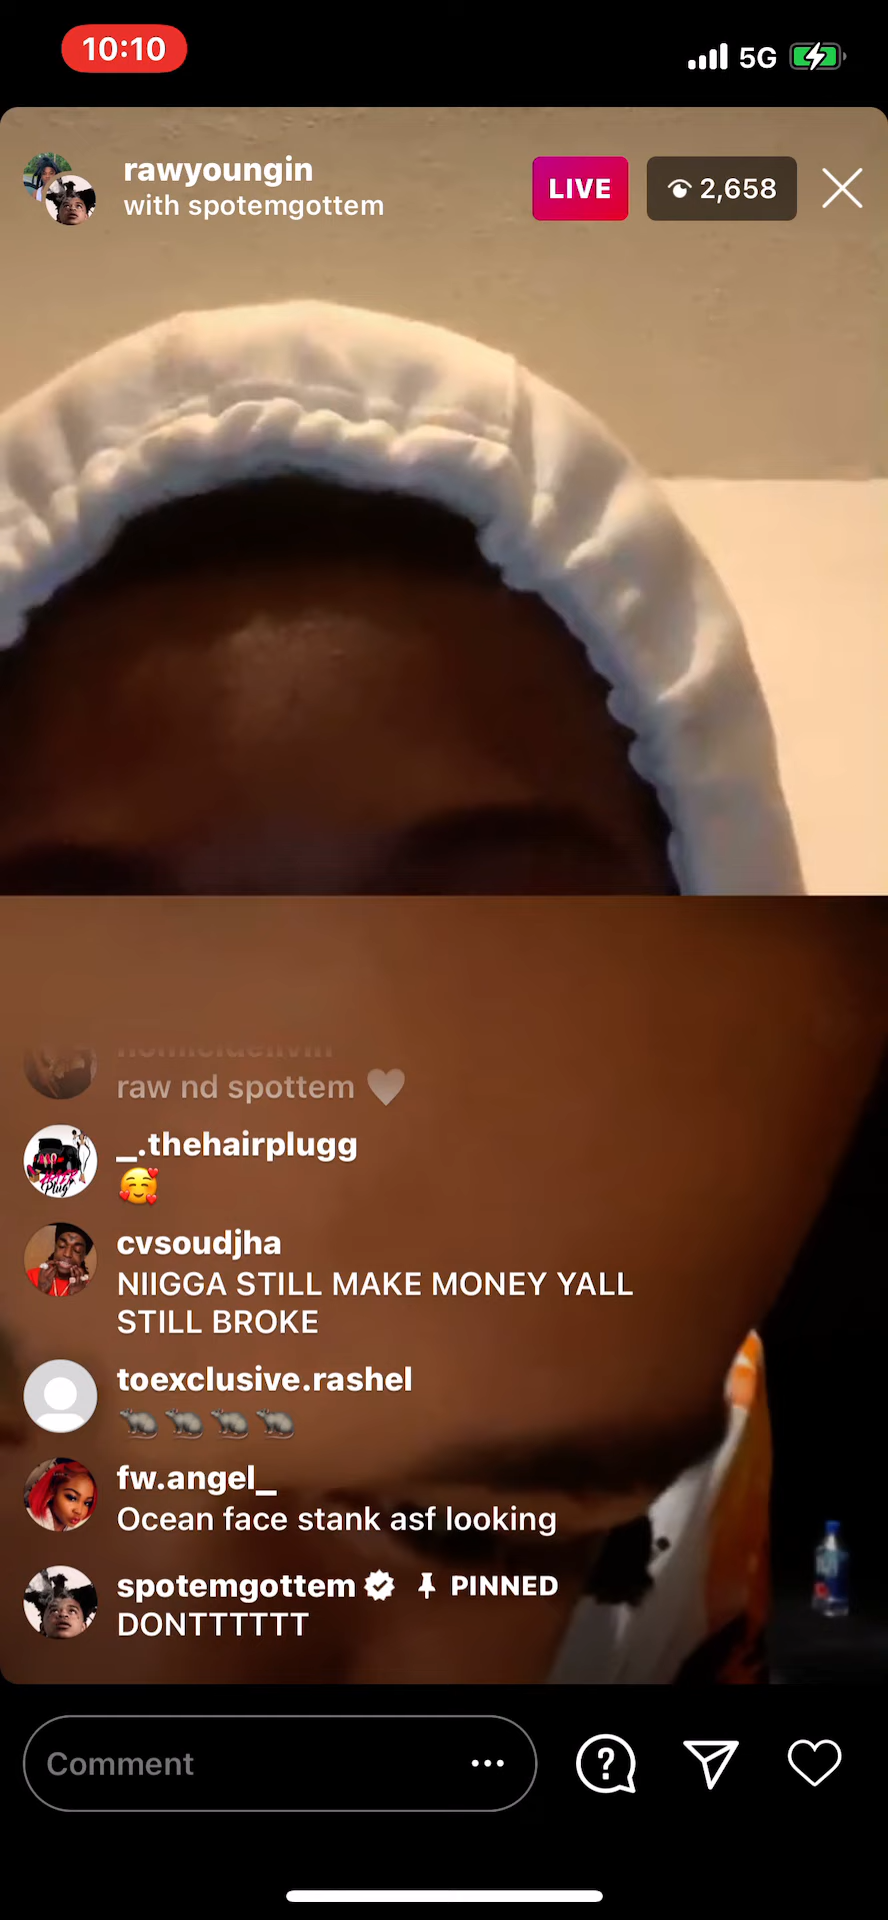 10:10
5G
rawyoungin
with spotemgottem
LIVE
2,658
raw nd spottem 🤍
_.thehairplugg
🥰
cvsoudjha
NIIGGA STILL MAKE MONEY YALL
STILL BROKE
toexclusive.rashel
🐀🐀🐀🐀
fw.angel_
Ocean face stank asf looking
spotemgottem PINNED
DONTTTTTT
Comment